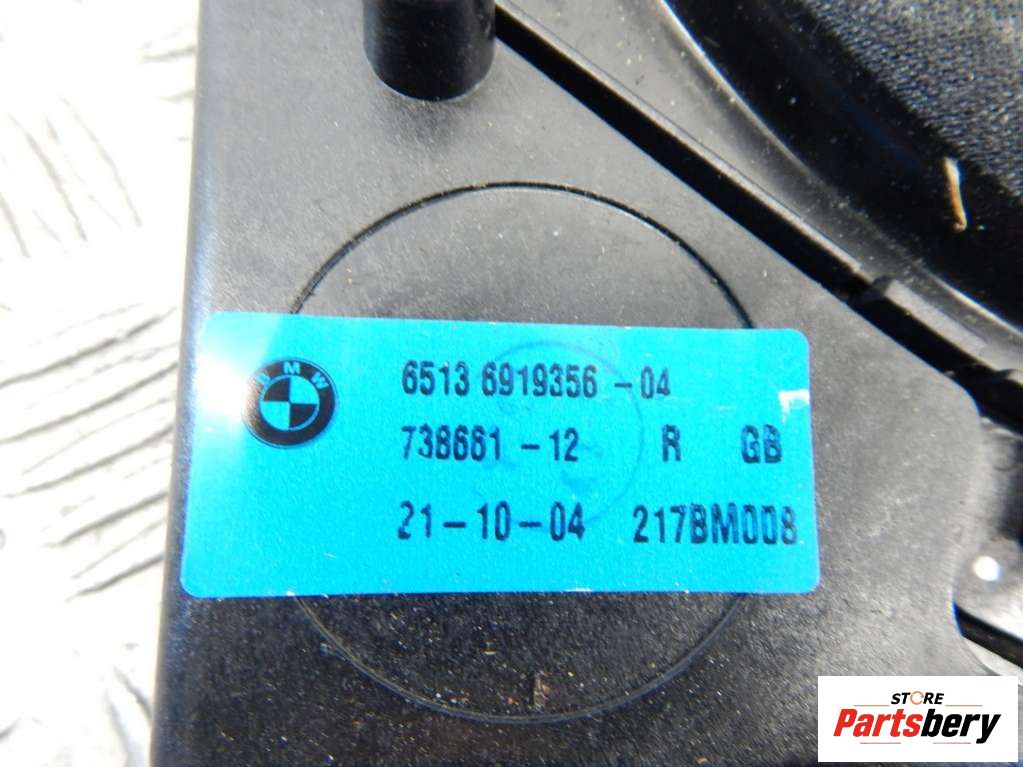 BMW
6513 6919356-04
738661-12 R GB
21-10-04 217BM008
STORE
Partsbery